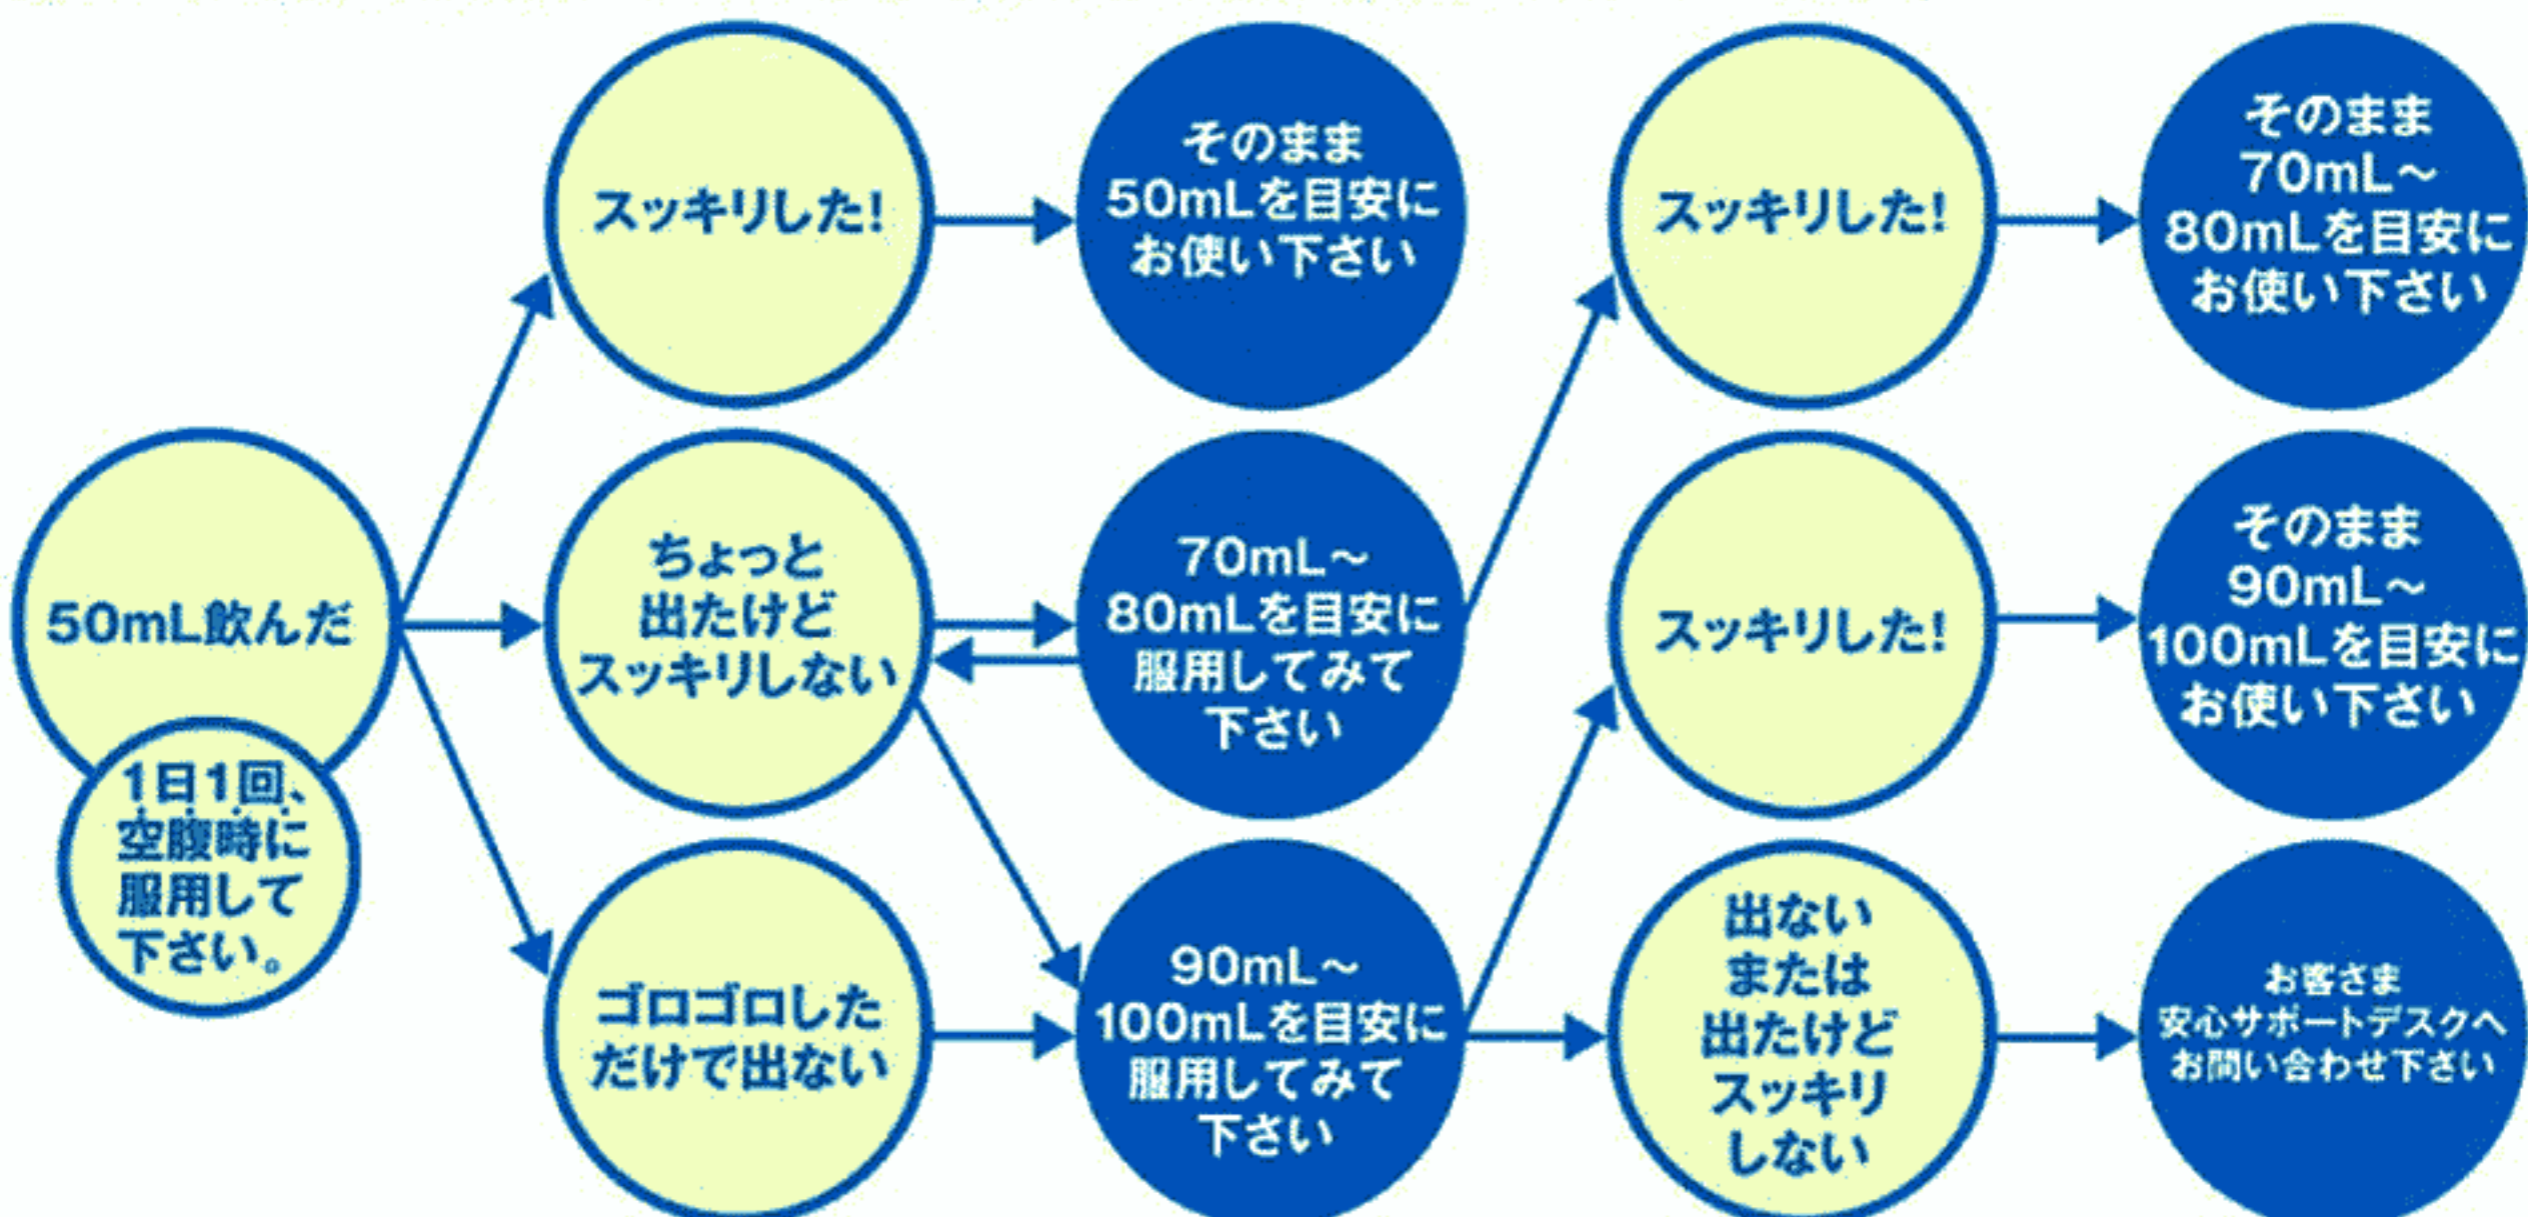 50mL飲んだ
1日1回、
空腹時に
服用して
下さい。
スッキリした!
そのまま
50mLを目安に
お使い下さい
ちょっと
出たけど
スッキリしない
70mL～
80mLを目安に
服用してみて
下さい
ゴロゴロした
だけで出ない
90mL～
100mLを目安に
服用してみて
下さい
スッキリした!
そのまま
70mL～
80mLを目安に
お使い下さい
スッキリした!
そのまま
90mL～
100mLを目安に
お使い下さい
出ない
または
出たけど
スッキリ
しない
お客さま
安心サポートデスクへ
お問い合わせ下さい